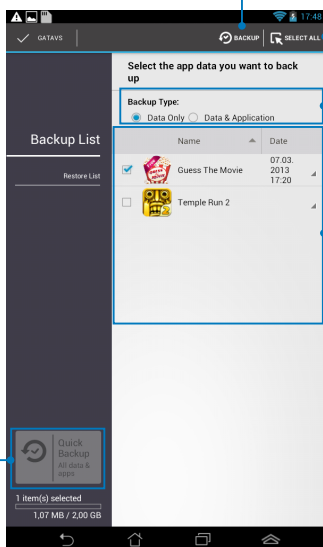 17:48
GATAVS
BACKUP
SELECT ALL
Select the app data you want to back
up
Backup Type:
Data Only
Data & Application
Backup List
Restore List
Name
Date
Guess The Movie
07.03.
2013
17:20
Temple Run 2
Quick
Backup
All data &
apps
1 item(s) selected
1,07 MB / 2,00 GB